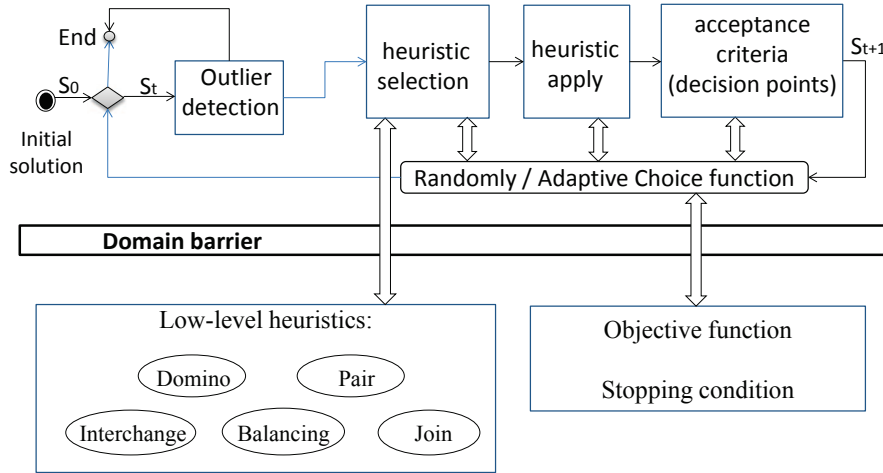 End
S0
St
Initial
solution
Outlier
detection
heuristic
selection
heuristic
apply
acceptance
criteria
(decision points)
St+1
Randomly / Adaptive Choice function
Domain barrier
Low-level heuristics:
Domino
Pair
Interchange
Balancing
Join
Objective function
Stopping condition